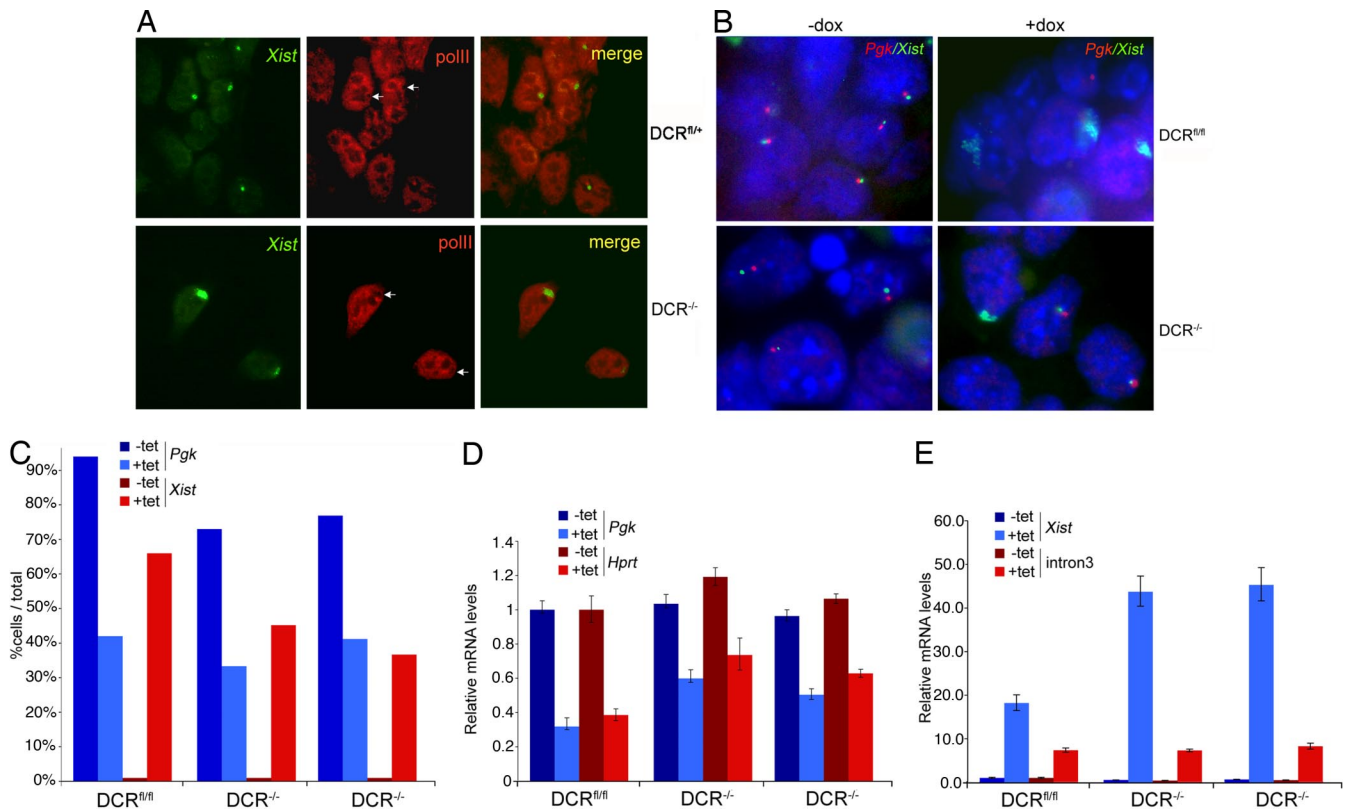 A
Xist
polII
merge
DCR^fl/+
Xist
polII
merge
DCR^-/-
B
-dox
+dox
Pgk/Xist
Pgk/Xist
DCR^fl/fl
Pgk/Xist
DCR^-/-
C
-tet
+tet
Pgk
-tet
+tet
Xist
%cells / total
90%
80%
70%
60%
50%
40%
30%
20%
10%
0%
DCR^fl/fl
DCR^-/-
DCR^-/-
D
-tet
+tet
Pgk
-tet
+tet
Hprt
Relative mRNA levels
1.4
1.2
1
0.8
0.6
0.4
0.2
0
DCR^fl/fl
DCR^-/-
DCR^-/-
E
-tet
+tet
Xist
-tet
+tet
intron3
Relative mRNA levels
60.0
50.0
40.0
30.0
20.0
10.0
0.0
DCR^fl/fl
DCR^-/-
DCR^-/-